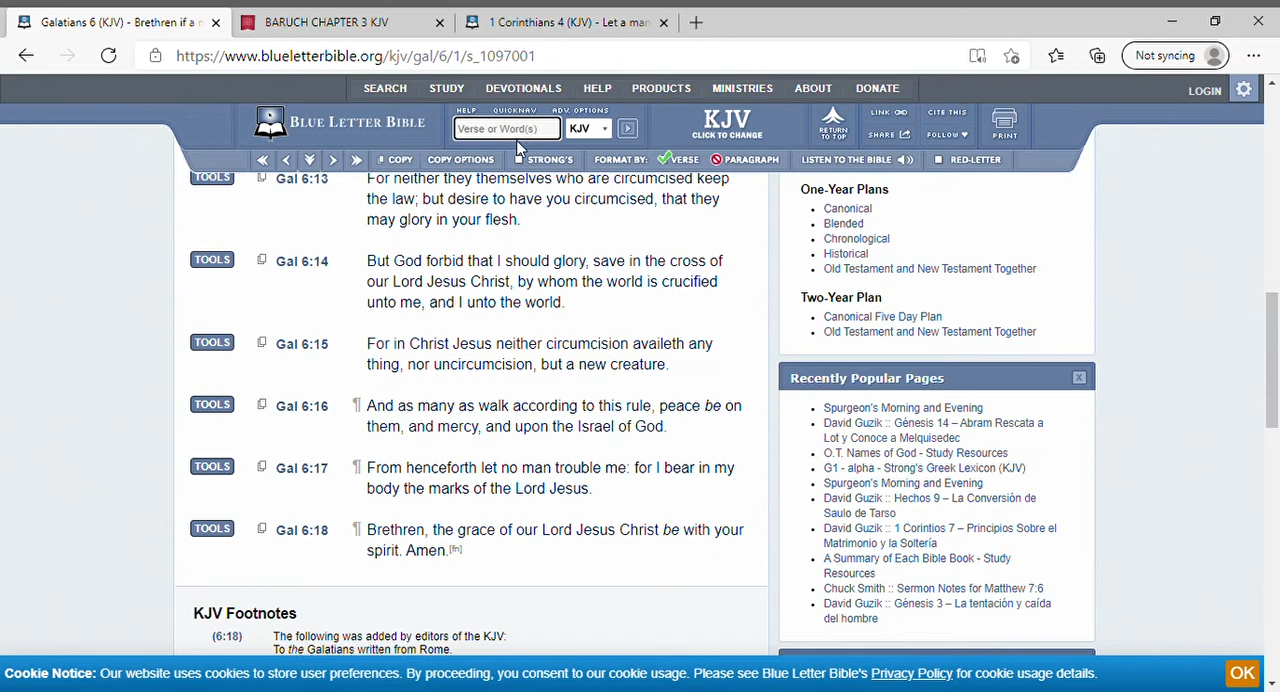 Galatians 6 (KJV) - Brethren if a
BARUCH CHAPTER 3 KJV
1 Corinthians 4 (KJV) - Let a man
https://www.blueletterbible.org/kjv/gal/6/1/s_1097001
Not syncing
SEARCH STUDY DEVOTIONALS HELP PRODUCTS MINISTRIES ABOUT DONATE
LOGIN
BLUE LETTER BIBLE
HELP QUICKNAV ADV. OPTIONS
Verse or Word(s) KJV
KJV
CLICK TO CHANGE
RETURN
TO TOP
LINK CITE THIS
SHARE FOLLOW
PRINT
COPY COPY OPTIONS STRONG'S FORMAT BY: VERSE PARAGRAPH LISTEN TO THE BIBLE RED-LETTER
TOOLS Gal 6:13 For neither they themselves who are circumcised keep
the law; but desire to have you circumcised, that they
may glory in your flesh.
TOOLS Gal 6:14 But God forbid that I should glory, save in the cross of
our Lord Jesus Christ, by whom the world is crucified
unto me, and I unto the world.
TOOLS Gal 6:15 For in Christ Jesus neither circumcision availeth any
thing, nor uncircumcision, but a new creature.
TOOLS Gal 6:16 ¶ And as many as walk according to this rule, peace be on
them, and mercy, and upon the Israel of God.
TOOLS Gal 6:17 ¶ From henceforth let no man trouble me: for I bear in my
body the marks of the Lord Jesus.
TOOLS Gal 6:18 ¶ Brethren, the grace of our Lord Jesus Christ be with your
spirit. Amen.[fn]
KJV Footnotes
(6:18) The following was added by editors of the KJV:
To the Galatians written from Rome.
One-Year Plans
Canonical
Blended
Chronological
Historical
Old Testament and New Testament Together
Two-Year Plan
Canonical Five Day Plan
Old Testament and New Testament Together
Recently Popular Pages X
Spurgeon's Morning and Evening
David Guzik :: Génesis 14 – Abram Rescata a
Lot y Conoce a Melquisedec
O.T. Names of God - Study Resources
G1 - alpha - Strong's Greek Lexicon (KJV)
Spurgeon's Morning and Evening
David Guzik :: Hechos 9 – La Conversión de
Saulo de Tarso
David Guzik :: 1 Corintios 7 – Principios Sobre el
Matrimonio y la Soltería
A Summary of Each Bible Book - Study
Resources
Chuck Smith :: Sermon Notes for Matthew 7:6
David Guzik :: Génesis 3 – La tentación y caída
del hombre
Cookie Notice: Our website uses cookies to store user preferences. By proceeding, you consent to our cookie usage. Please see Blue Letter Bible's Privacy Policy for cookie usage details.
OK